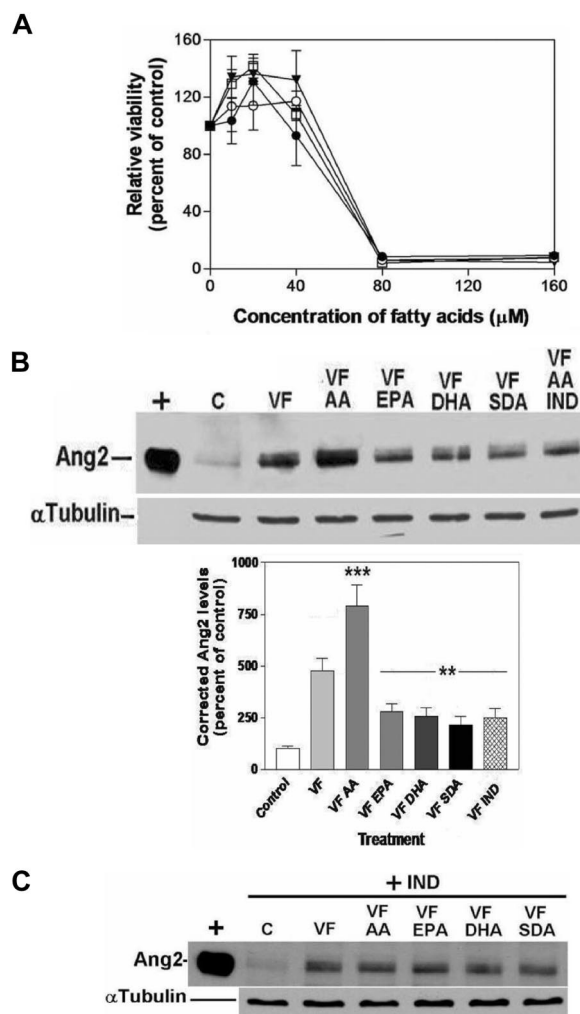 A
Relative viability
(percent of control)
160
120
80
40
0
0 40 80 120 160
Concentration of fatty acids (µM)
B
+ C VF VF AA VF EPA VF DHA VF SDA VF AA IND
Ang2
αTubulin
Corrected Ang2 levels
(percent of control)
1000
750
500
250
0
***
**
Control VF VF AA VF EPA VF DHA VF SDA VF IND
Treatment
C
+ IND
+ C VF VF AA VF EPA VF DHA VF SDA
Ang2
αTubulin